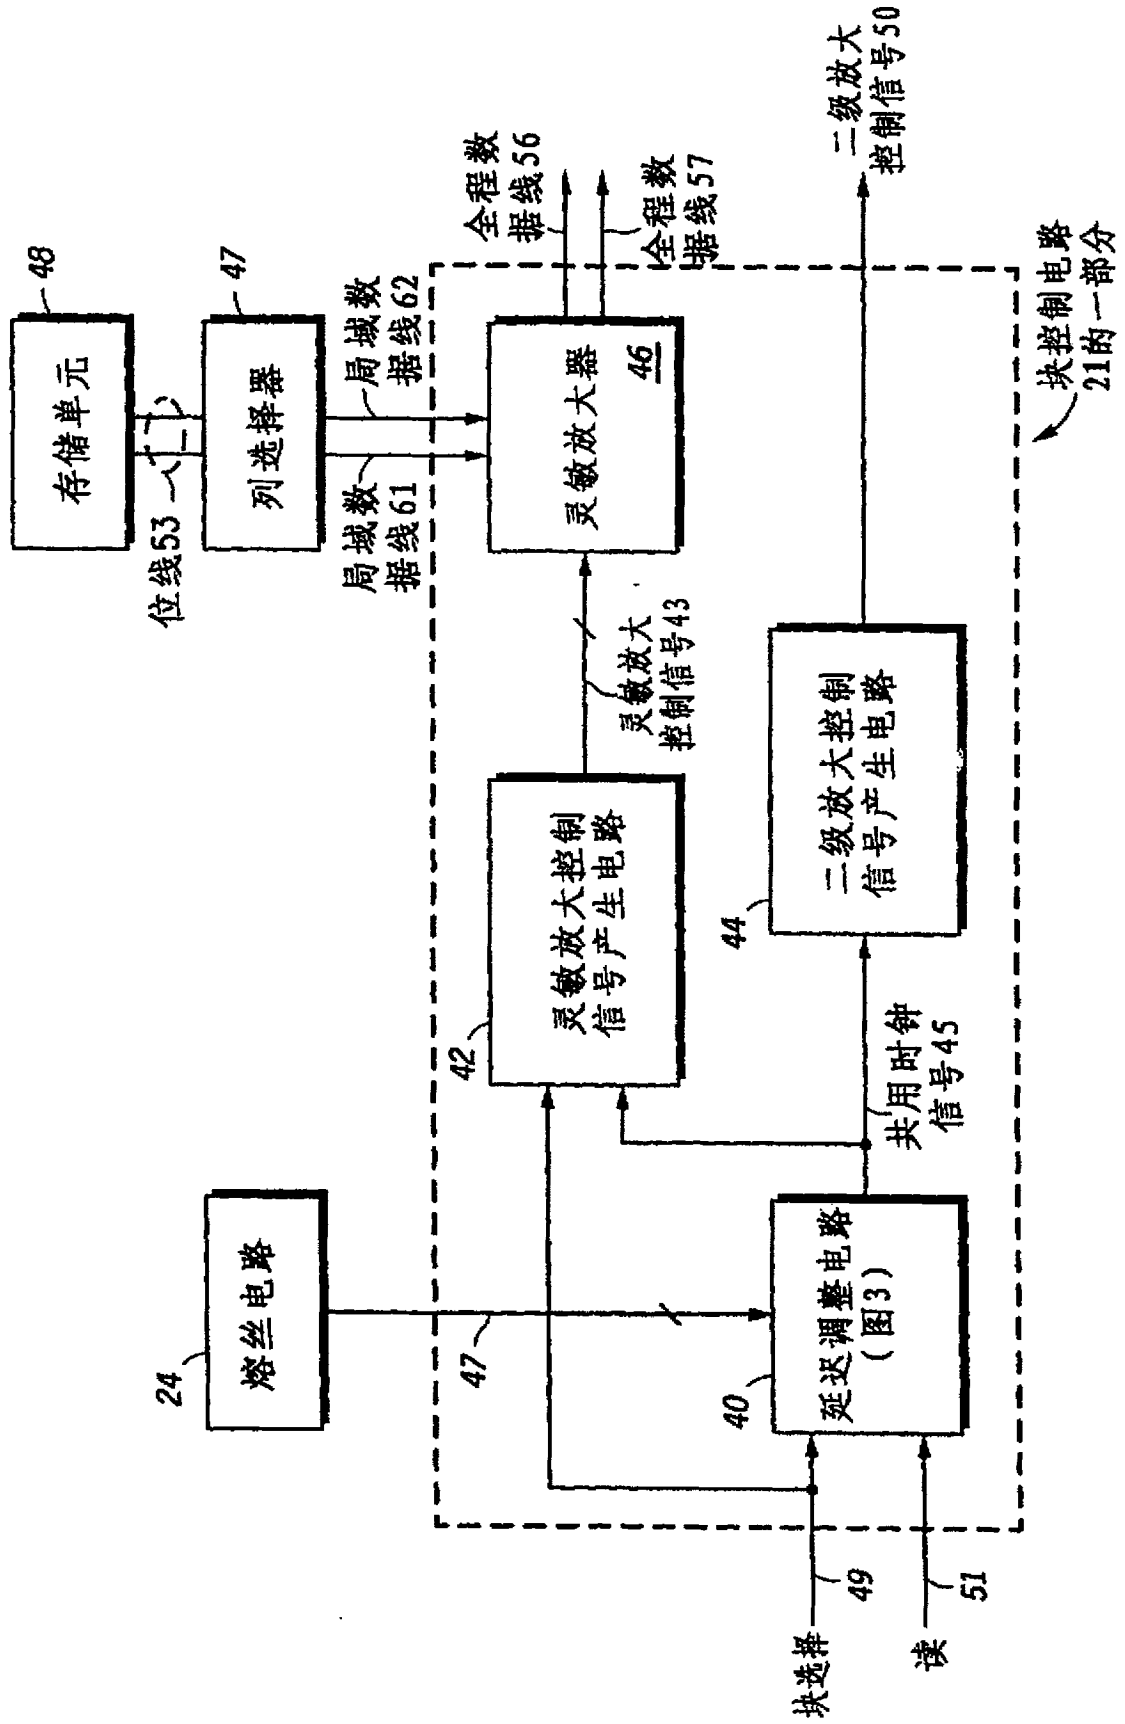 24
熔丝电路
47
42
灵敏放大控制
信号产生电路
灵敏放大
控制信号43
位线53
存储单元
48
列选择器
47
局域数
据线61
局域数
据线62
灵敏放大器
46
全程数
据线56
全程数
据线57
块选择
49
读
51
40
延迟调整电路
(图3)
共用时钟
信号45
44
二级放大控制
信号产生电路
二级放大
控制信号50
块控制电路
21的一部分